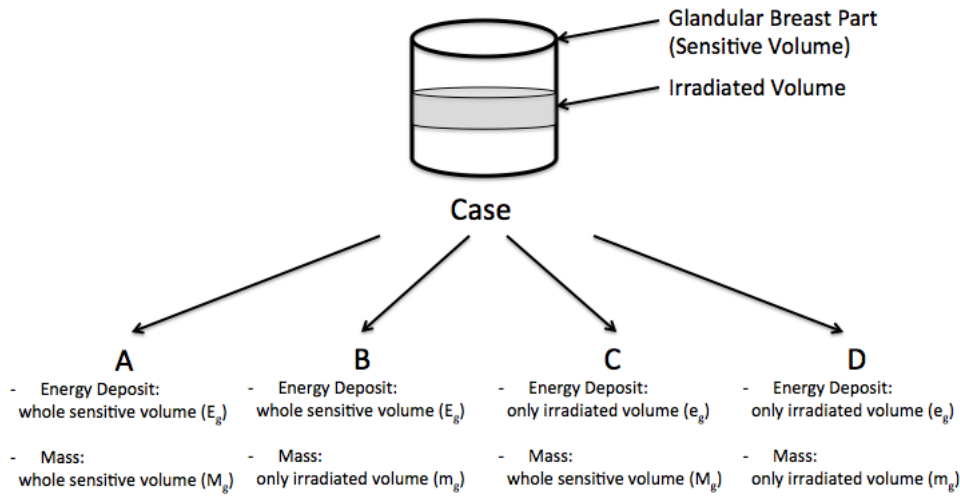 Glandular Breast Part
(Sensitive Volume)
Irradiated Volume
Case
A
- Energy Deposit:
whole sensitive volume (Eg)
- Mass:
whole sensitive volume (Mg)
B
- Energy Deposit:
whole sensitive volume (Eg)
- Mass:
only irradiated volume (mg)
C
- Energy Deposit:
only irradiated volume (eg)
- Mass:
whole sensitive volume (Mg)
D
- Energy Deposit:
only irradiated volume (eg)
- Mass:
only irradiated volume (mg)